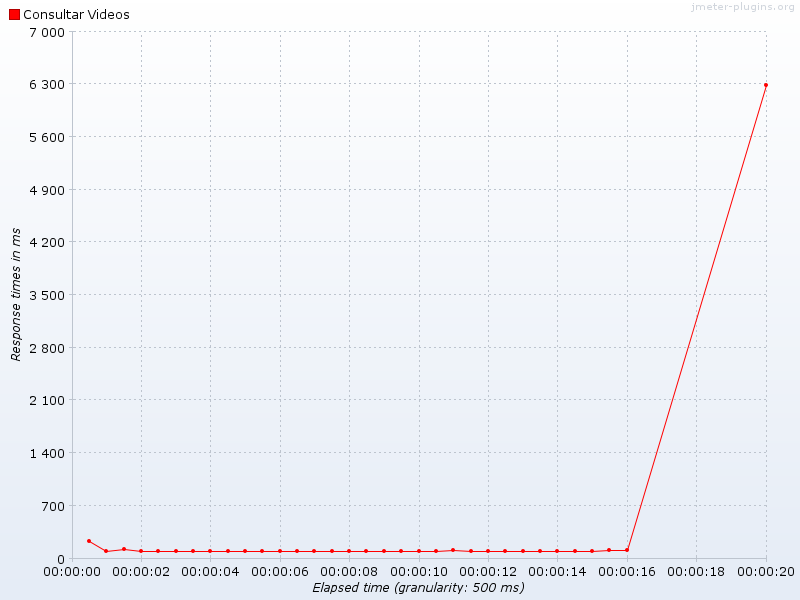 jmeter-plugins.org
Consultar Videos
7 000
6 300
5 600
4 900
4 200
3 500
2 800
2 100
1 400
700
0
Response times in ms
00:00:00 00:00:02 00:00:04 00:00:06 00:00:08 00:00:10 00:00:12 00:00:14 00:00:16 00:00:18 00:00:20
Elapsed time (granularity: 500 ms)